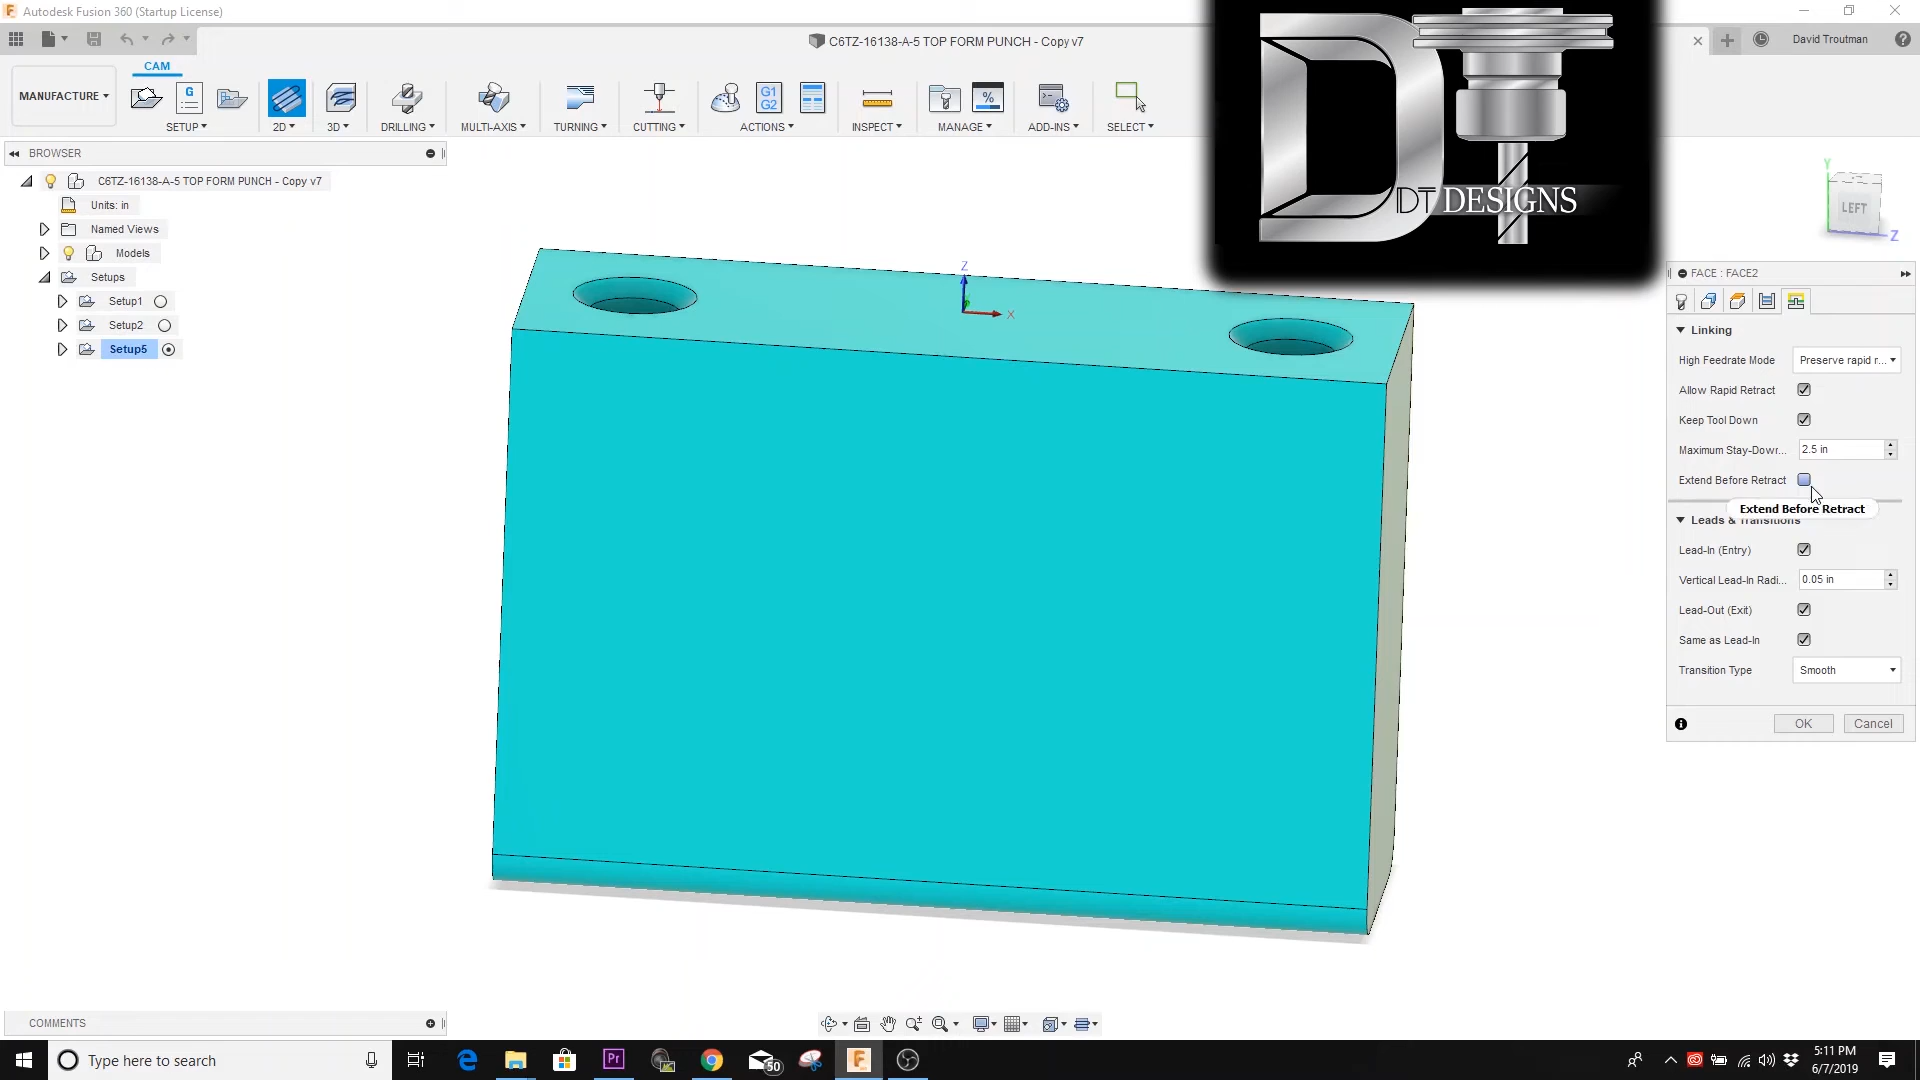 Autodesk Fusion 360 (Startup License)
C6TZ-16138-A-5 TOP FORM PUNCH - Copy v7
David Troutman
MANUFACTURE
CAM
G
G1
G2
%
SETUP
2D
3D
DRILLING
MULTI-AXIS
TURNING
CUTTING
ACTIONS
INSPECT
MANAGE
ADD-INS
SELECT
DT DESIGNS
BROWSER
C6TZ-16138-A-5 TOP FORM PUNCH - Copy v7
Units: in
Named Views
Models
Setups
Setup1
Setup2
Setup5
Z
X
Y
LEFT
Z
FACE : FACE2
Linking
High Feedrate Mode
Preserve rapid r...
Allow Rapid Retract
Keep Tool Down
Maximum Stay-Down...
2.5 in
Extend Before Retract
Extend Before Retract
Leads & Transitions
Lead-In (Entry)
Vertical Lead-In Radi...
0.05 in
Lead-Out (Exit)
Same as Lead-In
Transition Type
Smooth
OK
Cancel
COMMENTS
Type here to search
Pr
50
F
5:11 PM
6/7/2019